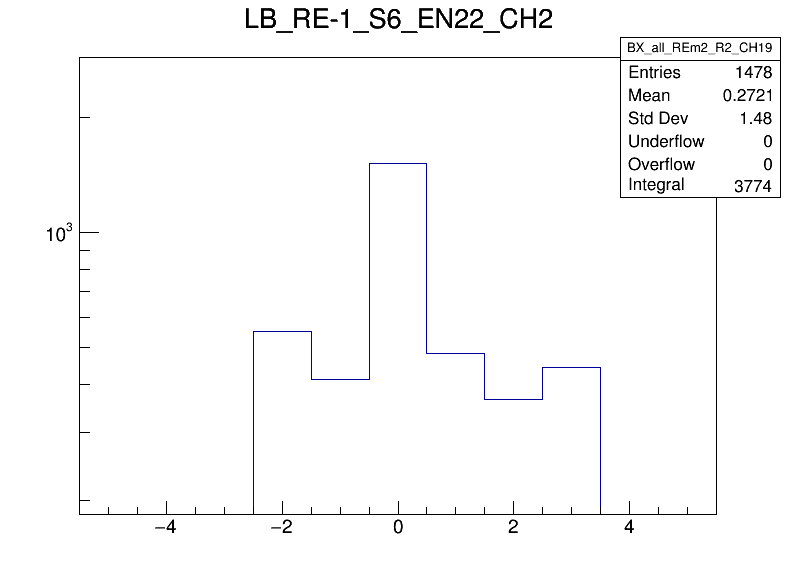 LB_RE-1_S6_EN22_CH2
BX_all_REm2_R2_CH19
Entries 1478
Mean 0.2721
Std Dev 1.48
Underflow 0
Overflow 0
Integral 3774
10³
−4 −2 0 2 4